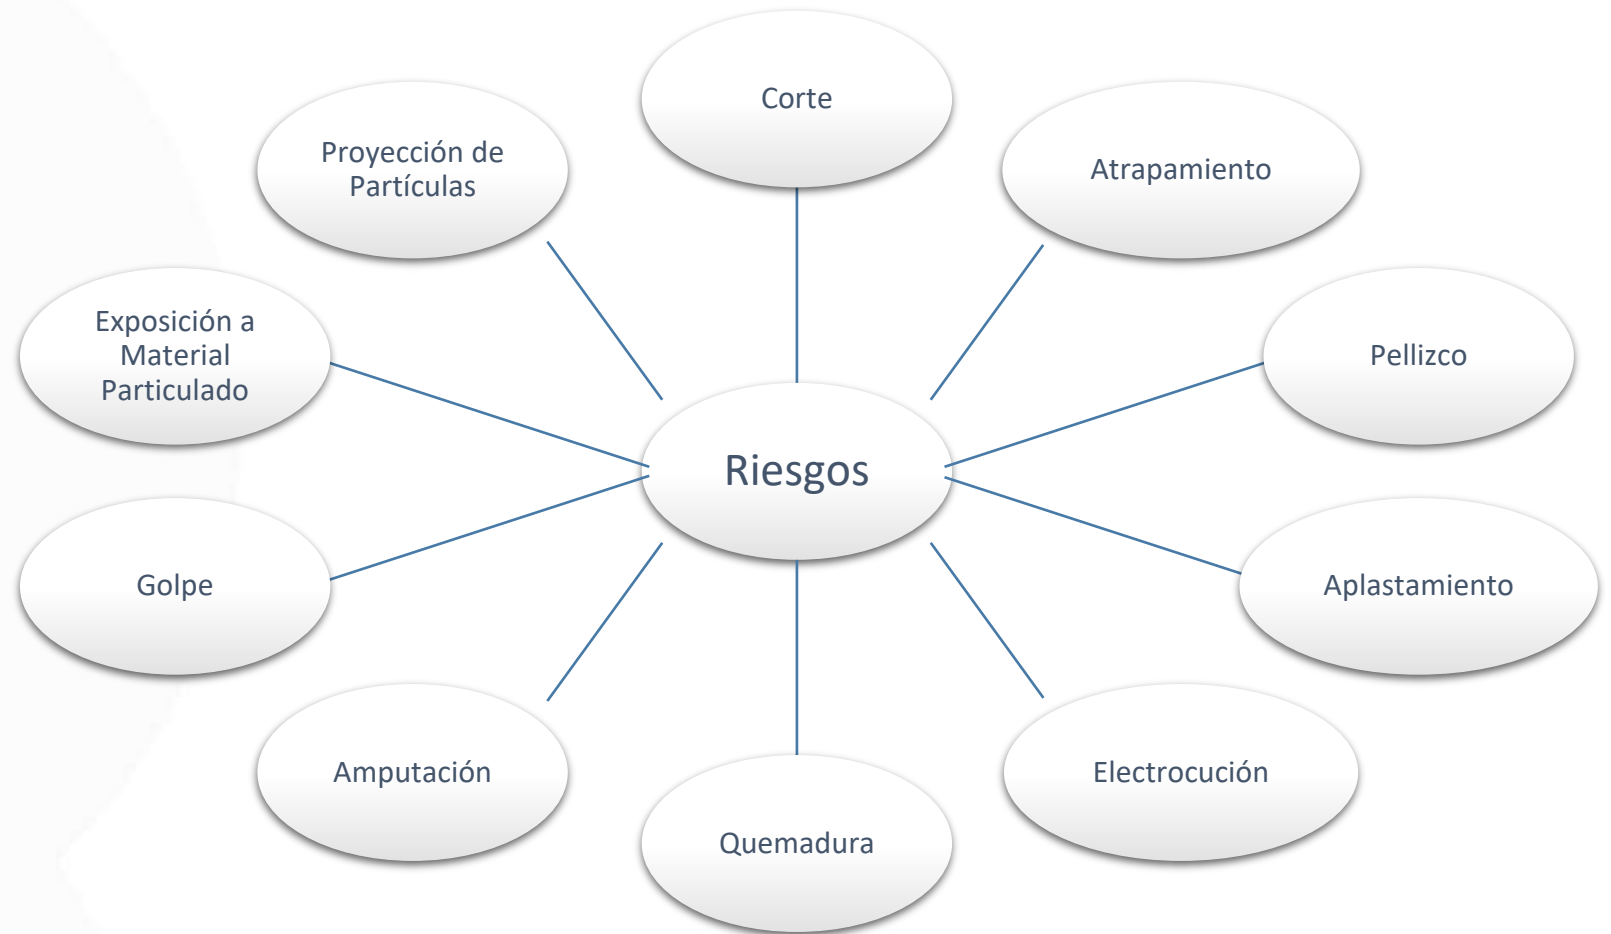 Corte
Proyección de
Partículas
Atrapamiento
Exposición a
Material
Particulado
Pellizco
Riesgos
Golpe
Aplastamiento
Amputación
Electrocución
Quemadura